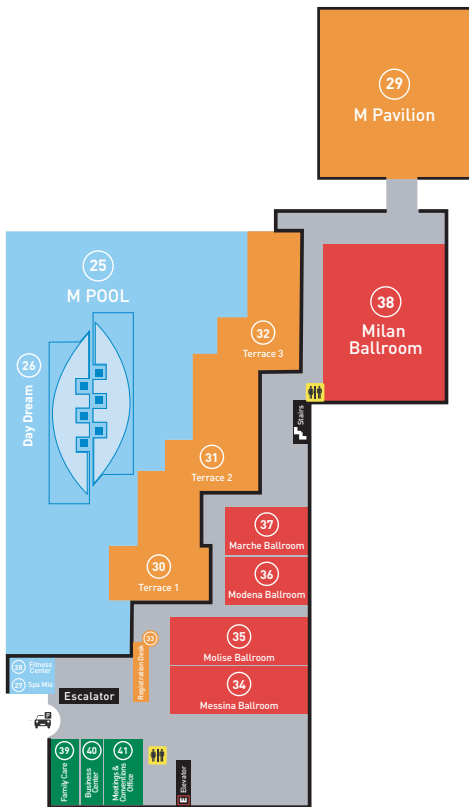 29
M Pavilion
25
M POOL
38
Milan
Ballroom
32
Terrace 3
26
Day Dream
Stairs
31
Terrace 2
37
Marche Ballroom
36
Modena Ballroom
30
Terrace 1
35
Molise Ballroom
33
Registration Desk
34
Messina Ballroom
28
Fitness
Center
27
Spa Mio
Escalator
P
39
Family Care
40
Business
Center
41
Meetings &
Conventions
Office
Elevator
E